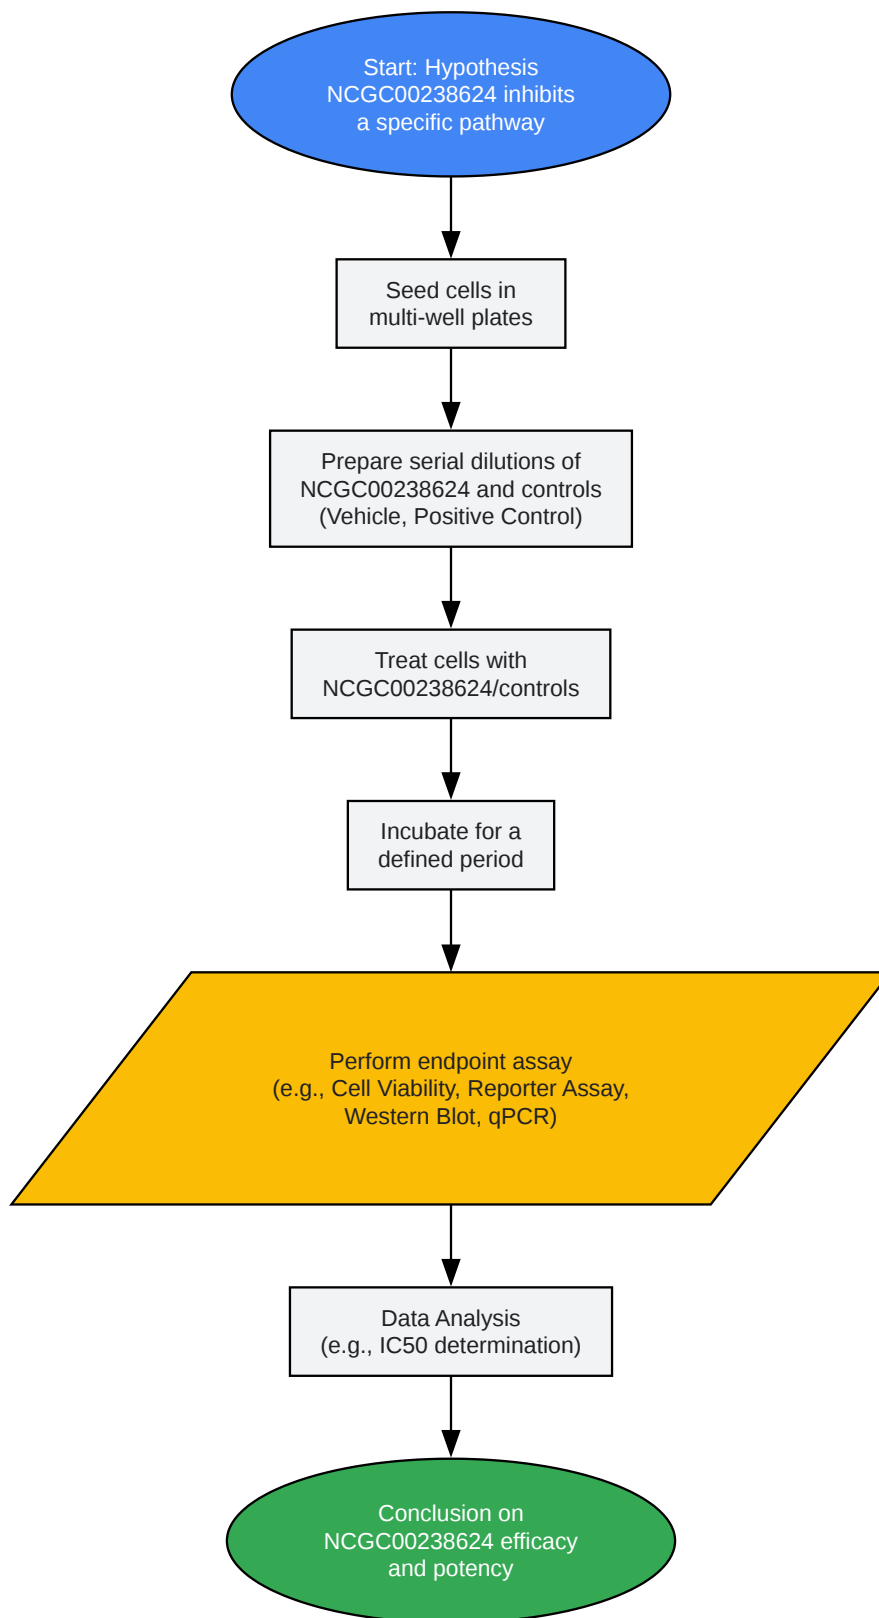 Start: Hypothesis
NCGC00238624 inhibits
a specific pathway
Seed cells in
multi-well plates
Prepare serial dilutions of
NCGC00238624 and controls
(Vehicle, Positive Control)
Treat cells with
NCGC00238624/controls
Incubate for a
defined period
Perform endpoint assay
(e.g., Cell Viability, Reporter Assay,
Western Blot, qPCR)
Data Analysis
(e.g., IC50 determination)
Conclusion on
NCGC00238624 efficacy
and potency